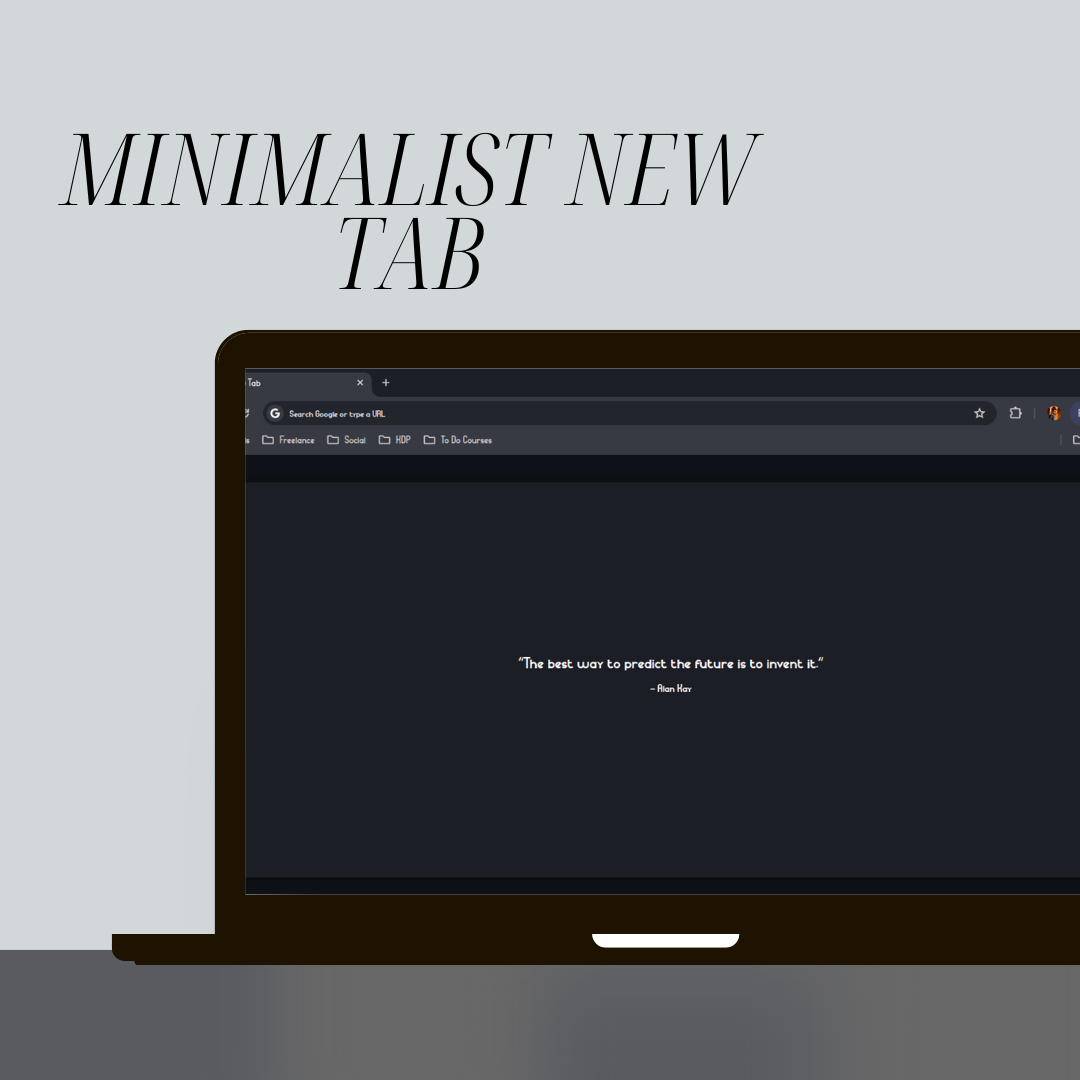 MINIMALIST NEW
TAB
Tab
Search Google or type a URL
Freelance Social HDP To Do Courses
"The best way to predict the future is to invent it."
- Alan Kay